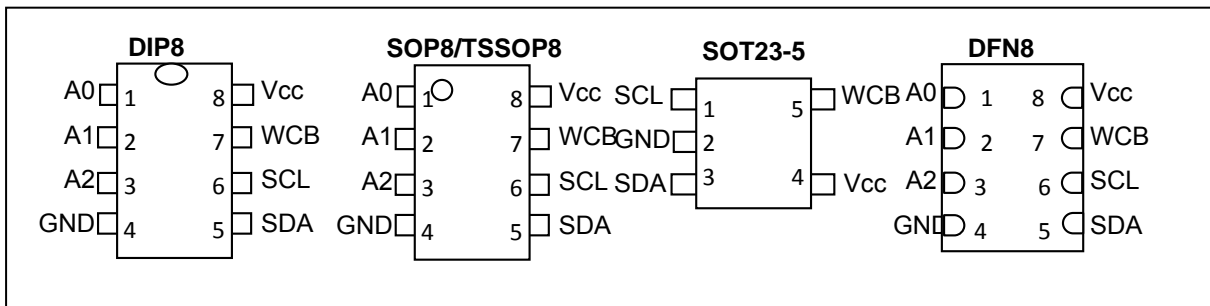 DIP8 SOP8/TSSOP8 SOT23-5 DFN8
A0 1 8 Vcc A0 1 8 Vcc SCL 1 5 WCB A0 1 8 Vcc
A1 2 7 WCB A1 2 7 WCB GND 2 A1 2 7 WCB
A2 3 6 SCL A2 3 6 SCL SDA 3 4 Vcc A2 3 6 SCL
GND 4 5 SDA GND 4 5 SDA GND 4 5 SDA